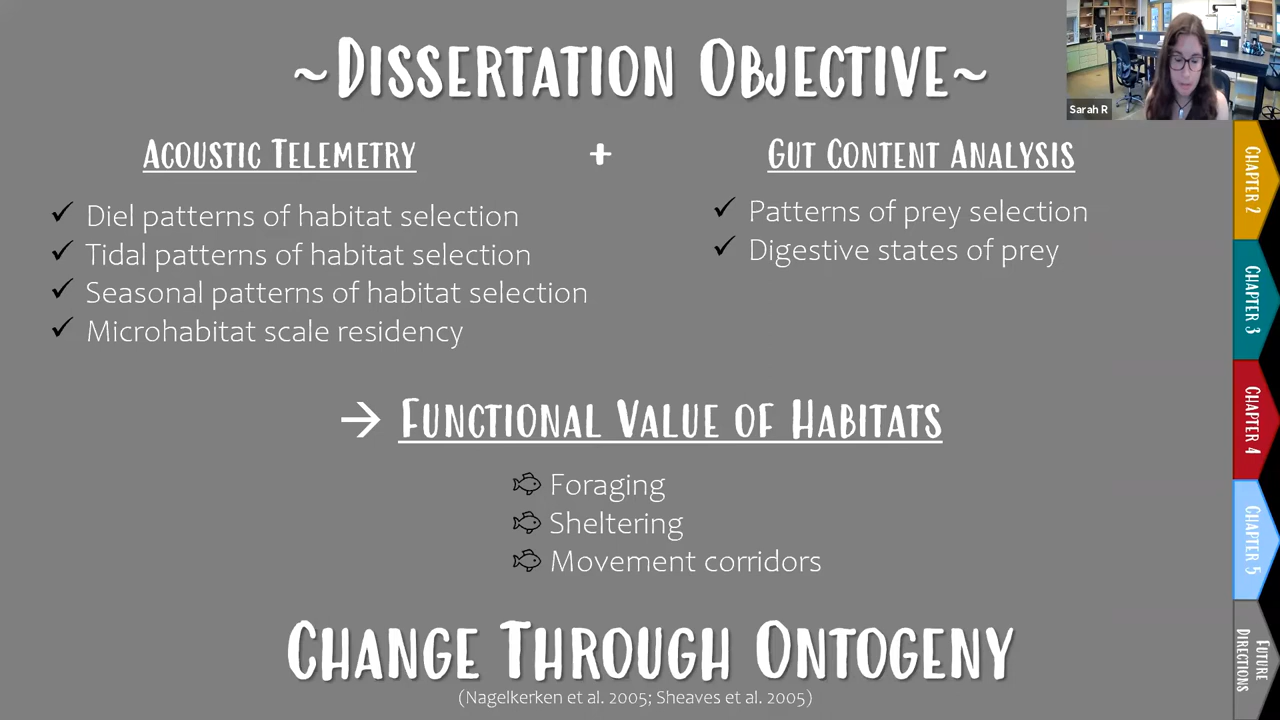 ~Dissertation Objective~
Sarah R
Acoustic Telemetry + Gut Content Analysis
Diel patterns of habitat selection
Tidal patterns of habitat selection
Seasonal patterns of habitat selection
Microhabitat scale residency
Patterns of prey selection
Digestive states of prey
→ Functional Value of Habitats
Foraging
Sheltering
Movement corridors
Change Through Ontogeny
(Nagelkerken et al. 2005; Sheaves et al. 2005)
Chapter 2
Chapter 3
Chapter 4
Chapter 5
Future
Directions